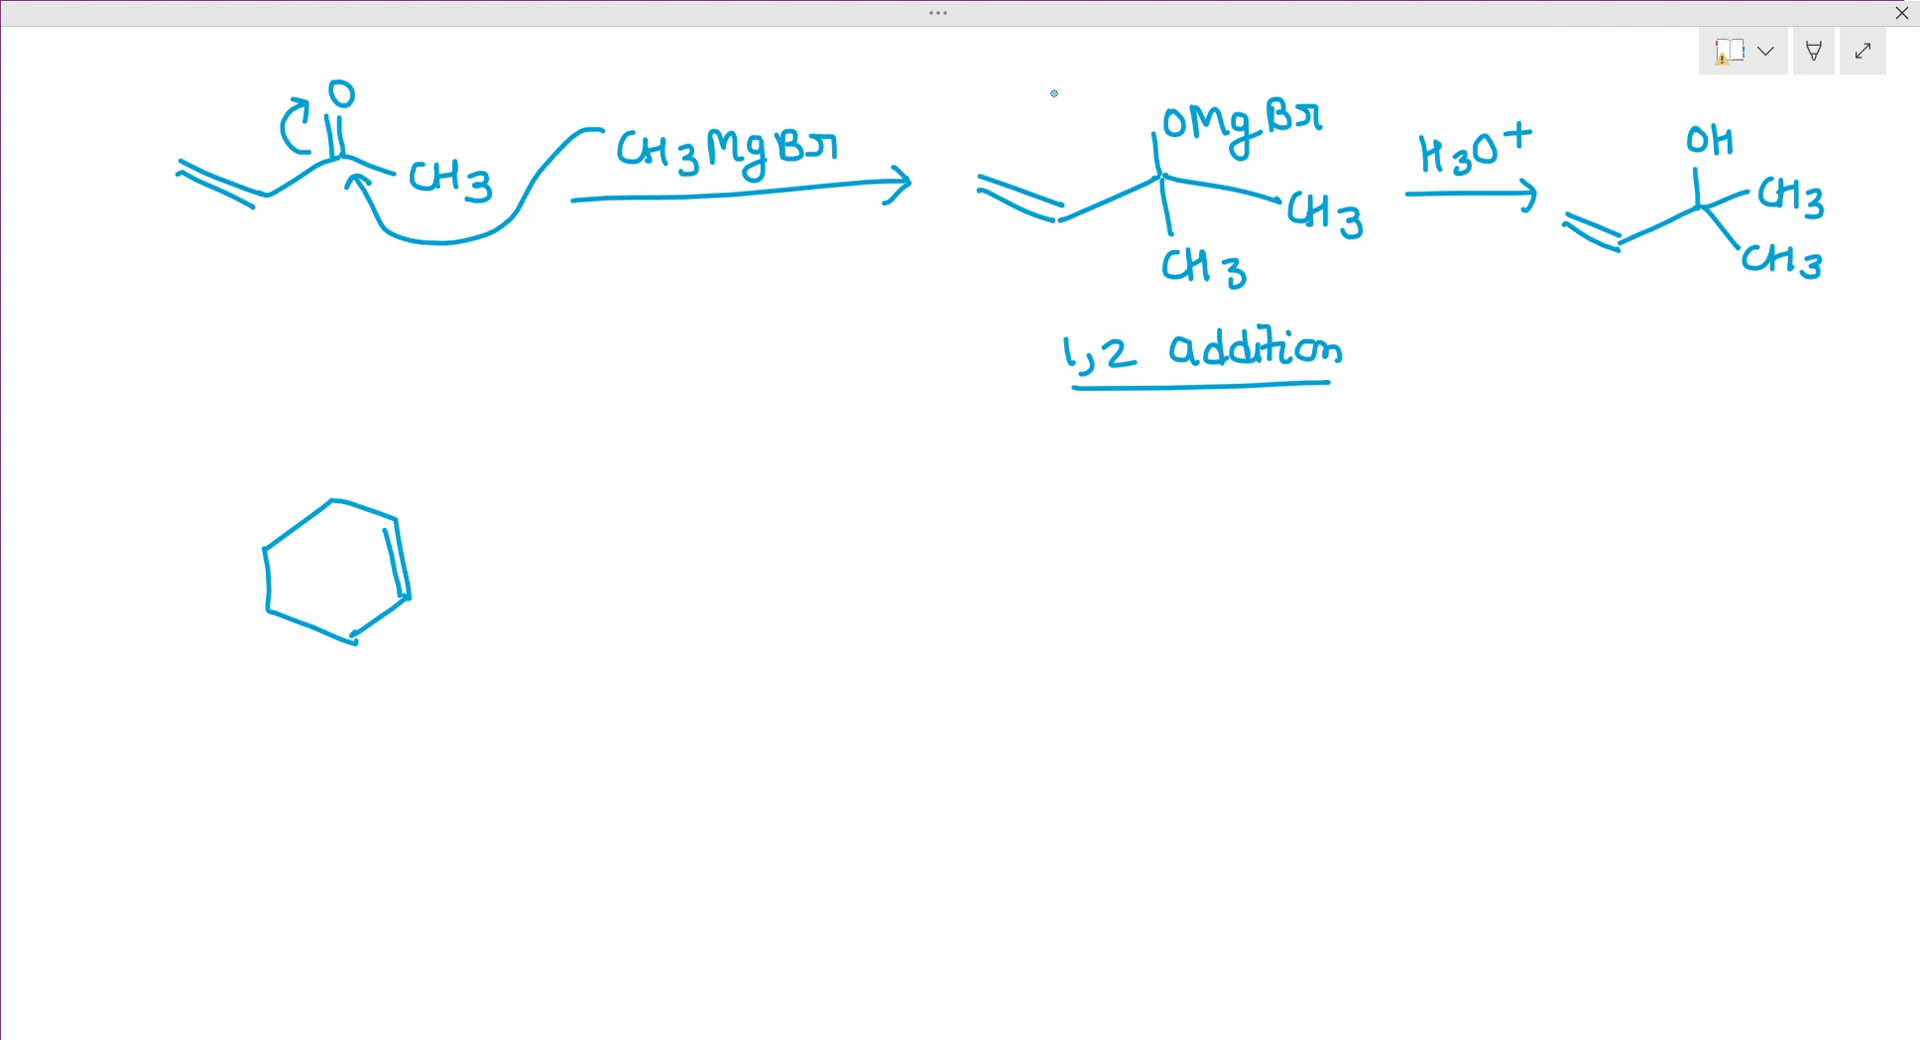 O
CH3
CH3MgBr
OMgBr
CH3
CH3
H3O+
OH
CH3
CH3
1,2 addition